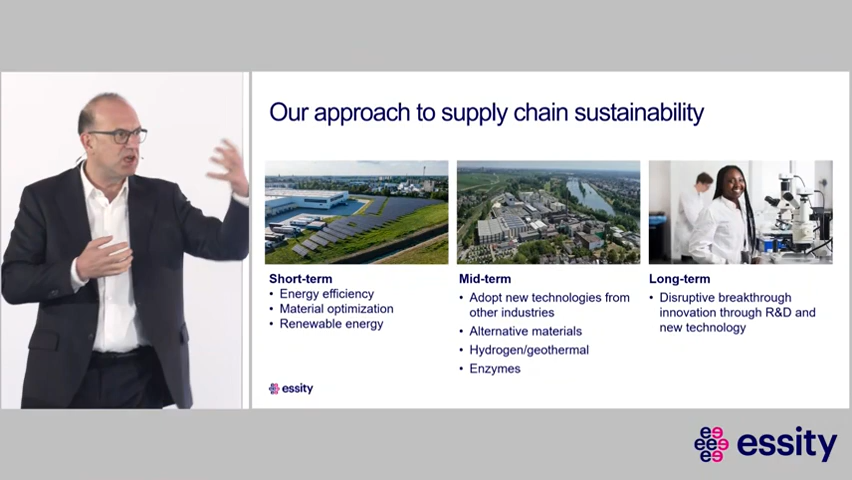 Our approach to supply chain sustainability
Short-term
• Energy efficiency
• Material optimization
• Renewable energy
Mid-term
• Adopt new technologies from
other industries
• Alternative materials
• Hydrogen/geothermal
• Enzymes
Long-term
• Disruptive breakthrough
innovation through R&D and
new technology
essity
essity